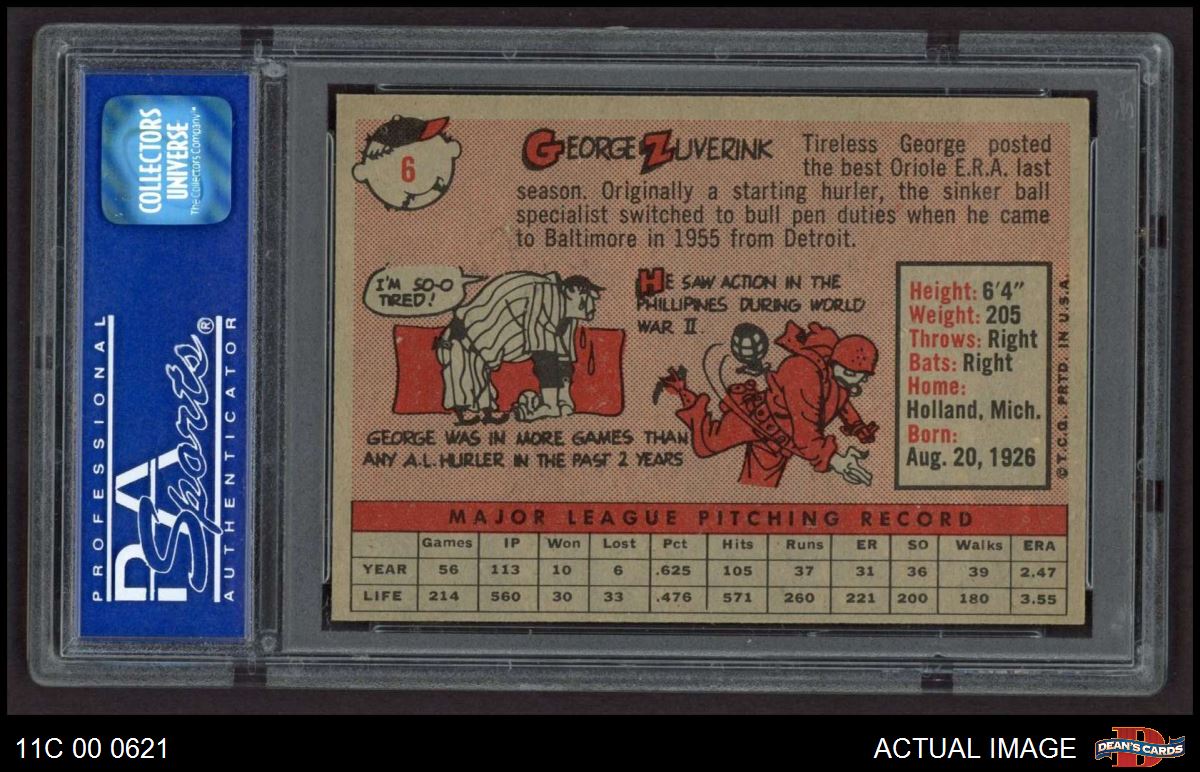 COLLECTORS
UNIVERSE
The Collectors Company™
PROFESSIONAL
PSA
Sports®
AUTHENTICATOR
6
GEORGE ZUVERINK
Tireless George posted
the best Oriole E.R.A. last
season. Originally a starting hurler, the sinker ball
specialist switched to bull pen duties when he came
to Baltimore in 1955 from Detroit.
I'M SO-O
TIRED!
GEORGE WAS IN MORE GAMES THAN
ANY A.L. HURLER IN THE PAST 2 YEARS
HE SAW ACTION IN THE
PHILLIPINES DURING WORLD
WAR II.
Height: 6'4"
Weight: 205
Throws: Right
Bats: Right
Home:
Holland, Mich.
Born:
Aug. 20, 1926
© T.C.G. PRTD. IN U.S.A.
MAJOR LEAGUE PITCHING RECORD
Games IP Won Lost Pct Hits Runs ER SO Walks ERA
YEAR 56 113 10 6 .625 105 37 31 36 39 2.47
LIFE 214 560 30 33 .476 571 260 221 200 180 3.55
11C 00 0621
ACTUAL IMAGE
D
DEAN'S CARDS